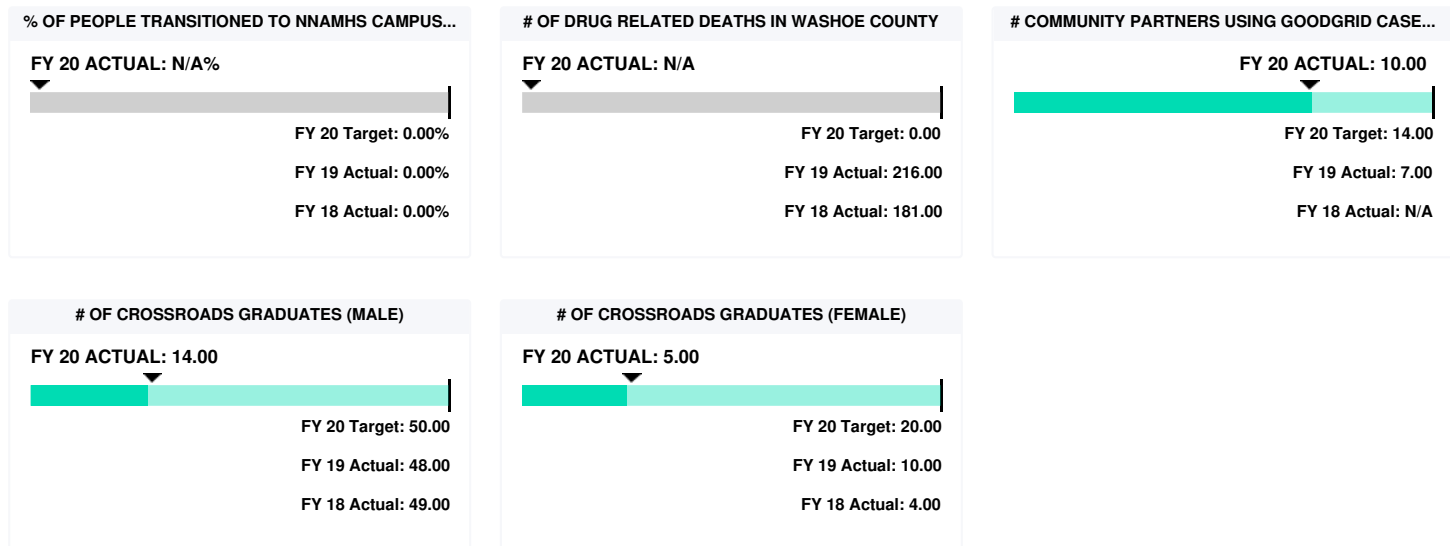 % OF PEOPLE TRANSITIONED TO NNAMHS CAMPUS...
FY 20 ACTUAL: N/A%
FY 20 Target: 0.00%
FY 19 Actual: 0.00%
FY 18 Actual: 0.00%
# OF DRUG RELATED DEATHS IN WASHOE COUNTY
FY 20 ACTUAL: N/A
FY 20 Target: 0.00
FY 19 Actual: 216.00
FY 18 Actual: 181.00
# COMMUNITY PARTNERS USING GOODGRID CASE...
FY 20 ACTUAL: 10.00
FY 20 Target: 14.00
FY 19 Actual: 7.00
FY 18 Actual: N/A
# OF CROSSROADS GRADUATES (MALE)
FY 20 ACTUAL: 14.00
FY 20 Target: 50.00
FY 19 Actual: 48.00
FY 18 Actual: 49.00
# OF CROSSROADS GRADUATES (FEMALE)
FY 20 ACTUAL: 5.00
FY 20 Target: 20.00
FY 19 Actual: 10.00
FY 18 Actual: 4.00